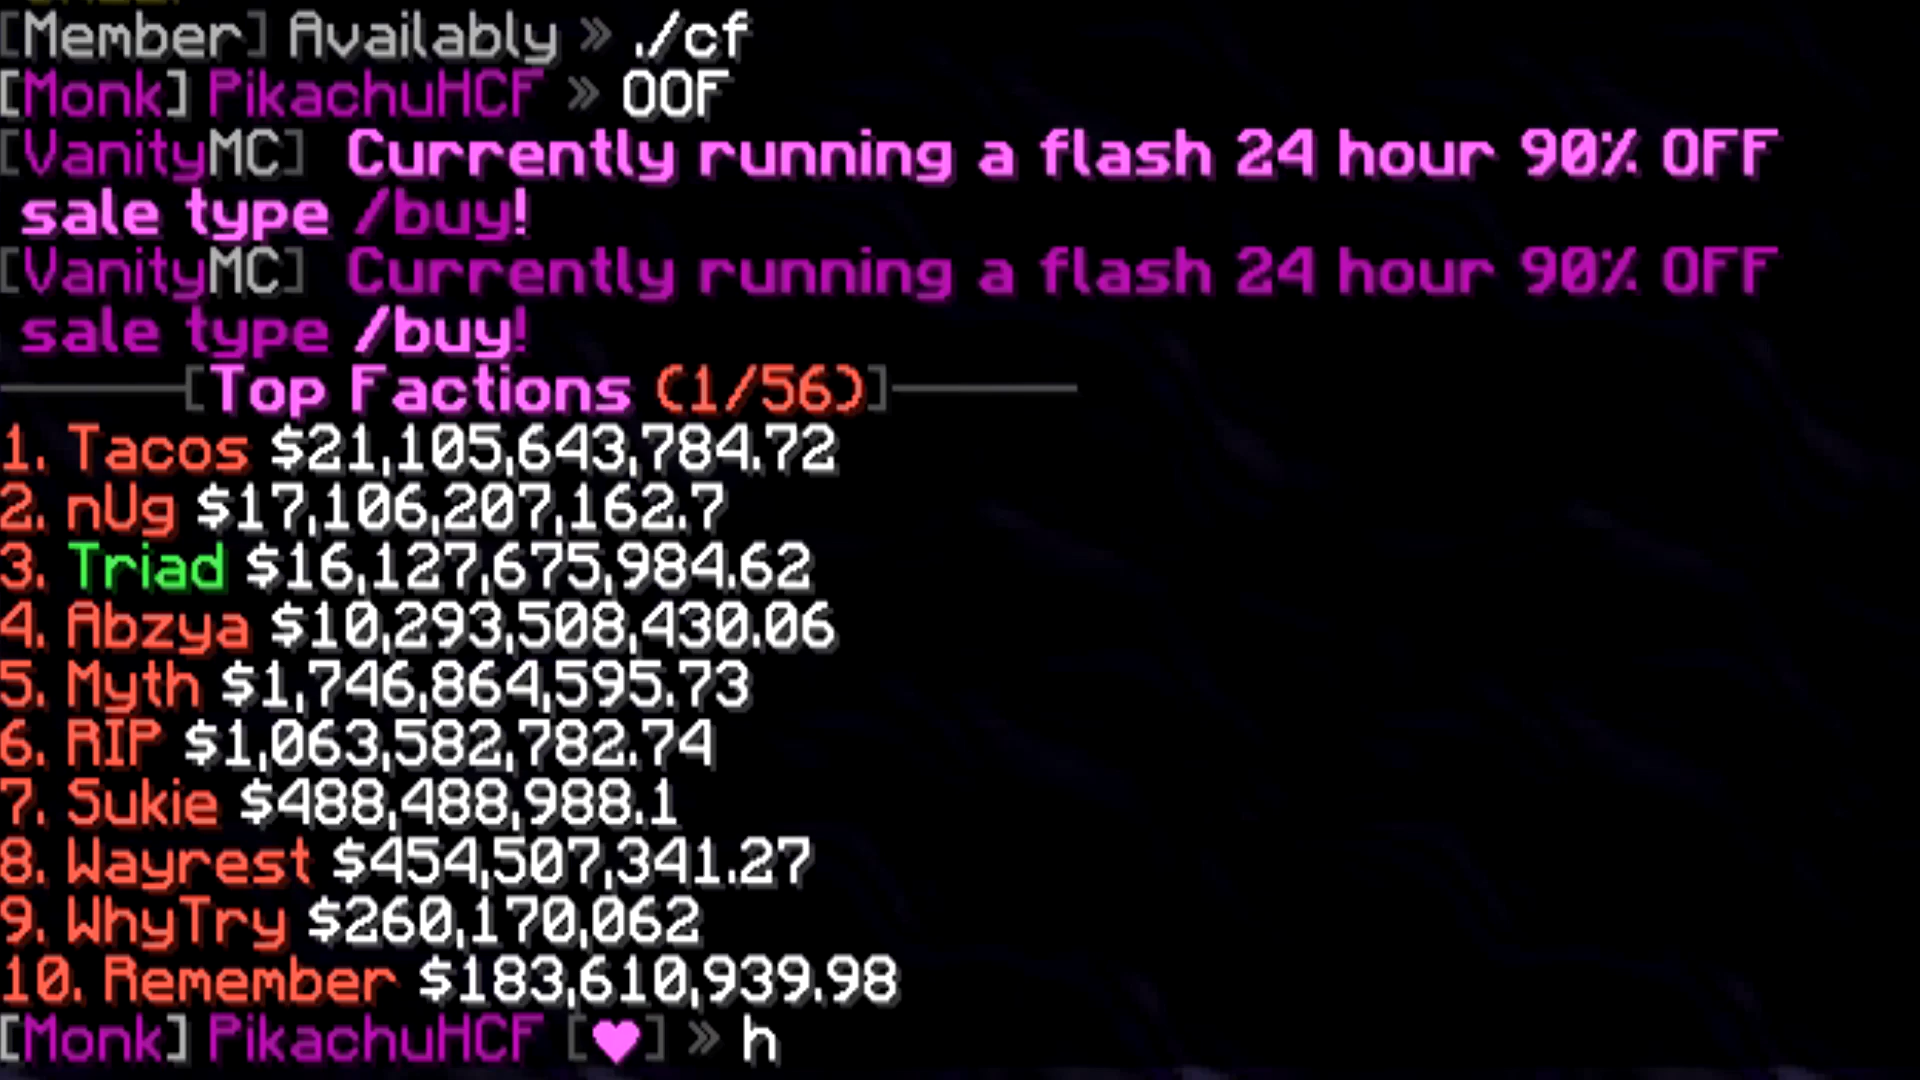 [Member] Availably » ./cf
[Monk] PikachuHCF » OOF
[VanityMC] Currently running a flash 24 hour 90% OFF
sale type /buy!
[VanityMC] Currently running a flash 24 hour 90% OFF
sale type /buy!
[Top Factions (1/56)]
1. Tacos $21,105,643,784.72
2. nUg $17,106,207,162.7
3. Triad $16,127,675,984.62
4. Abzya $10,293,508,430.06
5. Myth $1,746,864,595.73
6. RIP $1,063,582,782.74
7. Sukie $488,488,988.1
8. Wayrest $454,507,341.27
9. WhyTry $260,170,062
10. Remember $183,610,939.98
[Monk] PikachuHCF [♥] » h